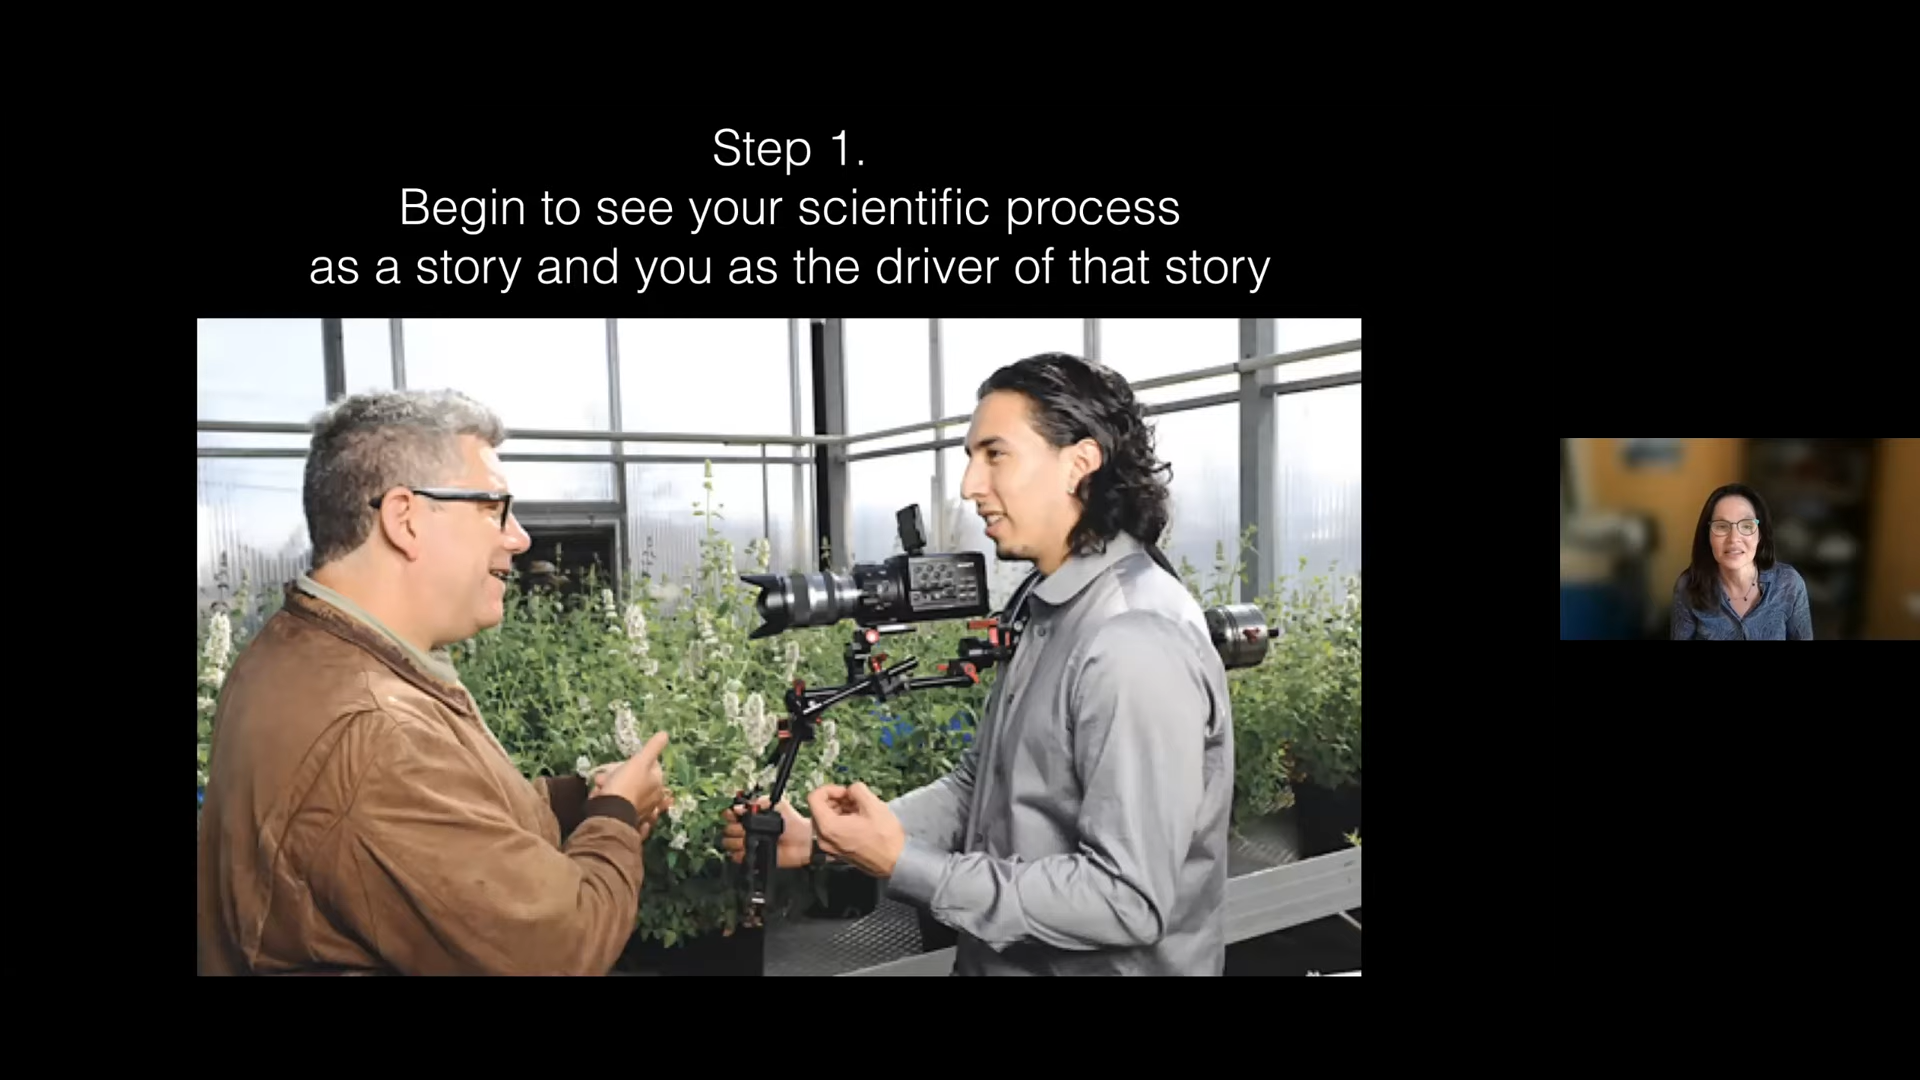 Step 1.
Begin to see your scientific process
as a story and you as the driver of that story